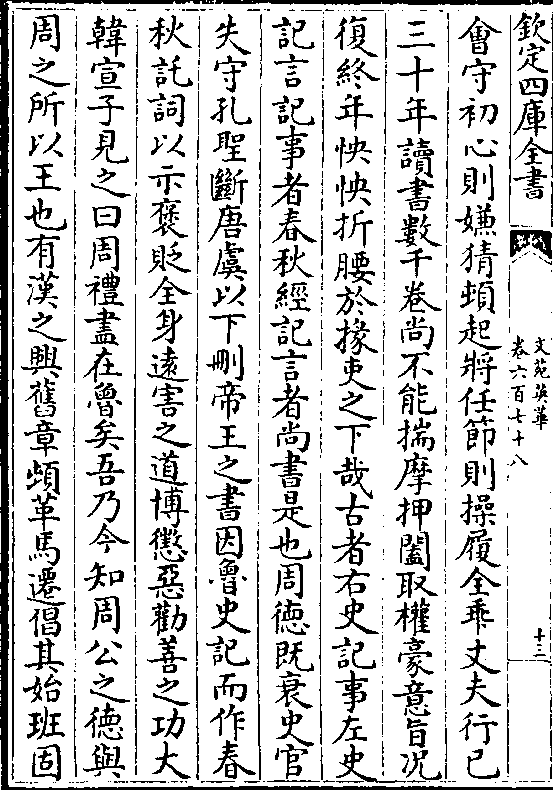 欽定四庫全書
文苑英華
卷六百七十八
十三
會守初心則嫌猜頓起將任節則操履全乖丈夫行已
三十年讀書數千卷尚不能揣摩押闔取權豪意旨况
復終年怏怏折腰於掾吏之下哉古者右史記事左史
記言記事者春秋經記言者尚書是也周德既衰史官
失守孔聖斷唐虞以下刪帝王之書因魯史記而作春
秋託詞以示褒貶全身遠害之道博懲惡勸善之功大
韓宣子見之曰周禮盡在魯矣吾乃今知周公之德與
周之所以王也有漢之興舊章頓革馬遷倡其始班固